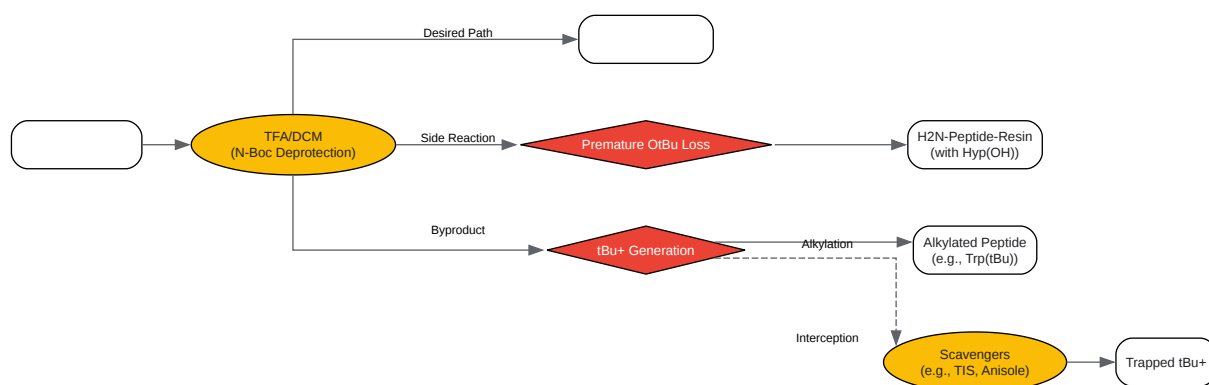 Desired Path
TFA/DCM
(N-Boc Deprotection)
Side Reaction
Premature OtBu Loss
H2N-Peptide-Resin
(with Hyp(OH))
Byproduct
tBu+ Generation
Alkylation
Alkylated Peptide
(e.g., Trp(tBu))
Interception
Scavengers
(e.g., TIS, Anisole)
Trapped tBu+